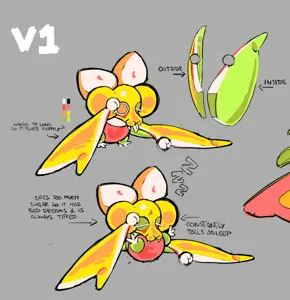 V1
OUTSIDE
INSIDE
WINGS TO LONG
SO IT FLIES
EATS TOO MUCH
SUGAR SO IT HAS
BAD DREAMS & IS
ALWAYS TIRED
CONSTANTLY
FALLS ASLEEP